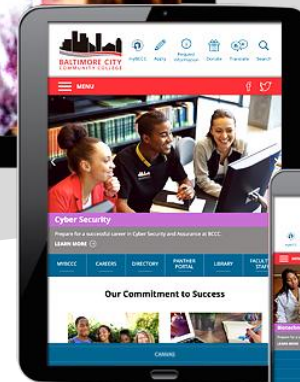 BALTIMORE CITY
COMMUNITY COLLEGE
myBCCC
Apply
Request
Information
Donate
Translate
Search
MENU
Cyber Security
Prepare for a successful career in Cyber Security and Assurance at BCCC.
LEARN MORE
MYBCCC
CAREERS
DIRECTORY
PANTHER
PORTAL
LIBRARY
FACULTY
STAFF
Our Commitment to Success
CANVAS